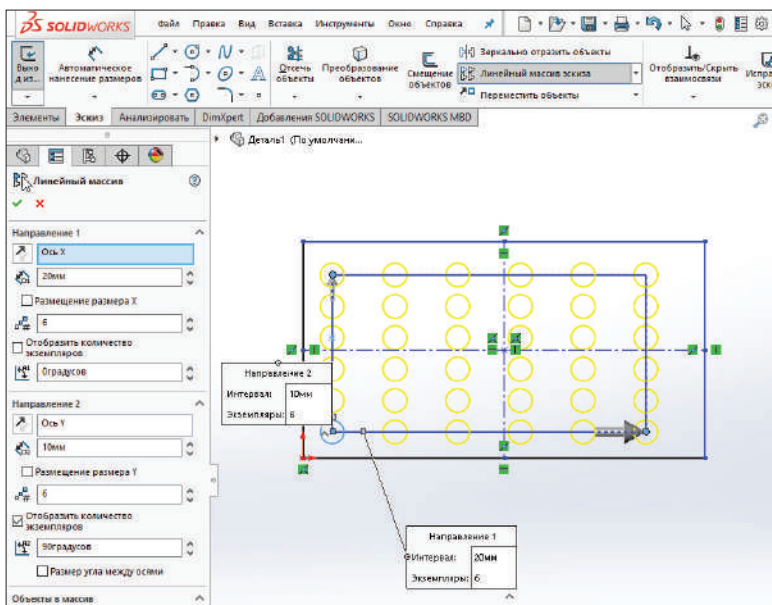 SOLIDWORKS
Файл Правка Вид Вставка Инструменты Окно Справка
Выхо
д из...
Автоматическое
нанесение размеров
Отсечь
объекты
Преобразование
объектов
Смещение
объектов
Зеркально отразить объекты
Линейный массив эскиза
Переместить объекты
Отобразить/Скрыть
взаимосвязи
Исправ
эск
Элементы Эскиз Анализировать DimXpert Добавления SOLIDWORKS SOLIDWORKS MBD
Деталь1 (По умолчани...
Линейный массив
Направление 1
Ось X
20мм
Размещение размера X
6
Отобразить количество
экземпляров
0градусов
Направление 2
Ось Y
10мм
Размещение размера Y
6
Отобразить количество
экземпляров
90градусов
Размер угла между осями
Объекты в массив
Направление 2
Интервал: 10мм
Экземпляры: 6
Направление 1
Интервал: 20мм
Экземпляры: 6